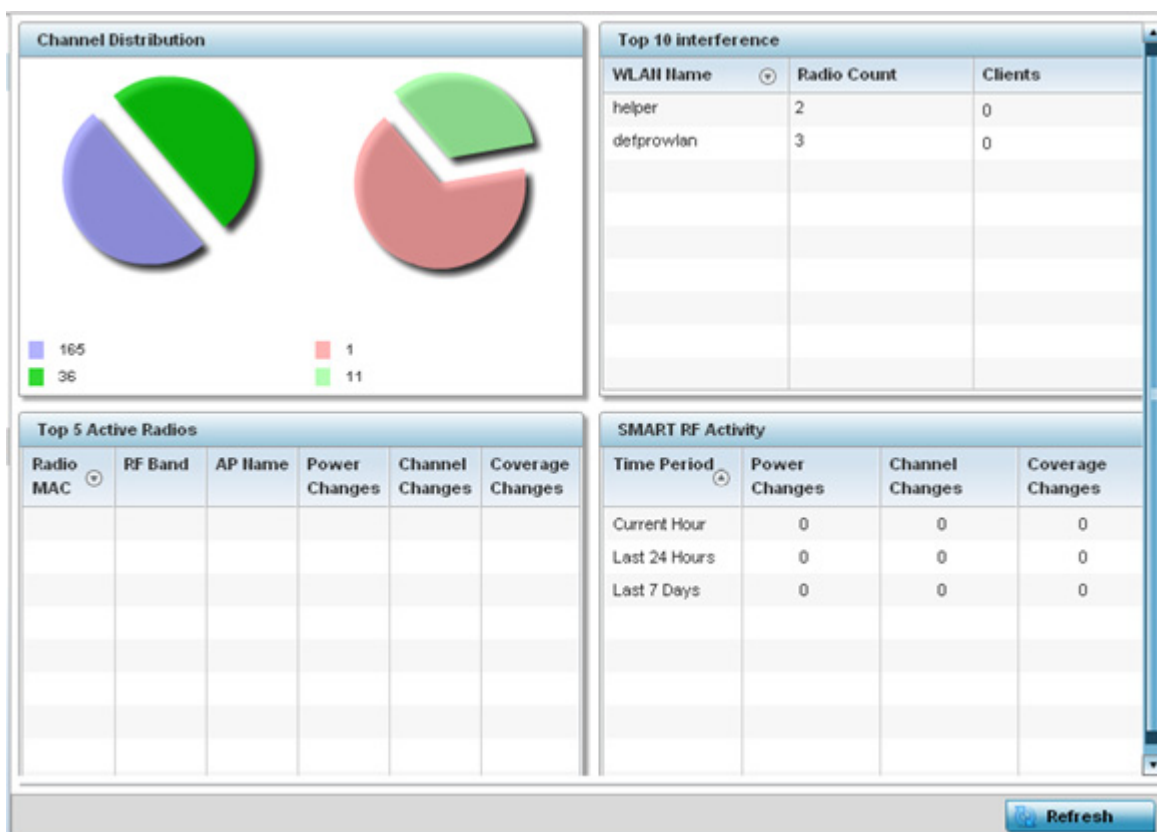 Channel Distribution
165
36
1
11
Top 10 interference
WLAN Name Radio Count Clients
helper 2 0
defprowlan 3 0
Top 5 Active Radios
Radio MAC RF Band AP Name Power Changes Channel Changes Coverage Changes
SMART RF Activity
Time Period Power Changes Channel Changes Coverage Changes
Current Hour 0 0 0
Last 24 Hours 0 0 0
Last 7 Days 0 0 0
Refresh